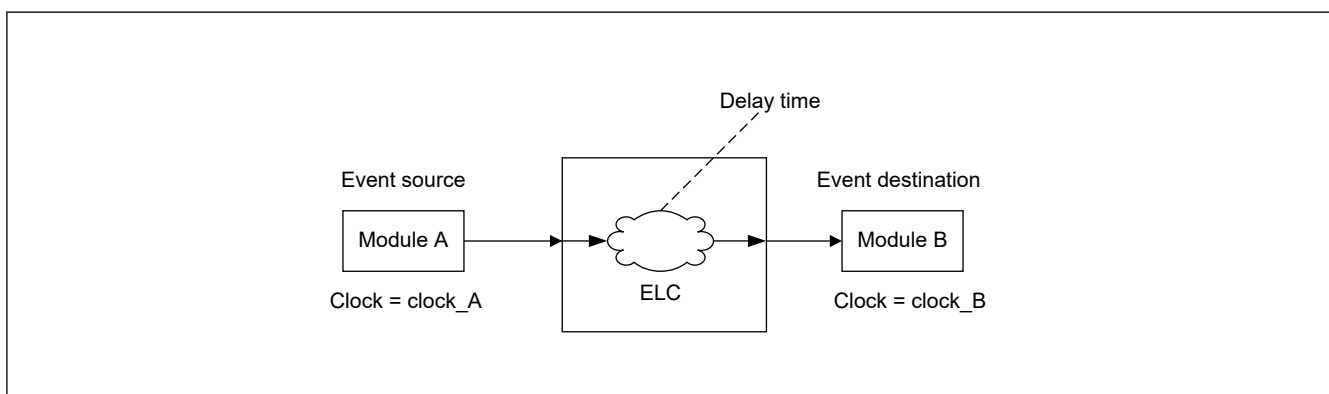 Delay time
Event source
Event destination
Module A
Module B
ELC
Clock = clock_A
Clock = clock_B